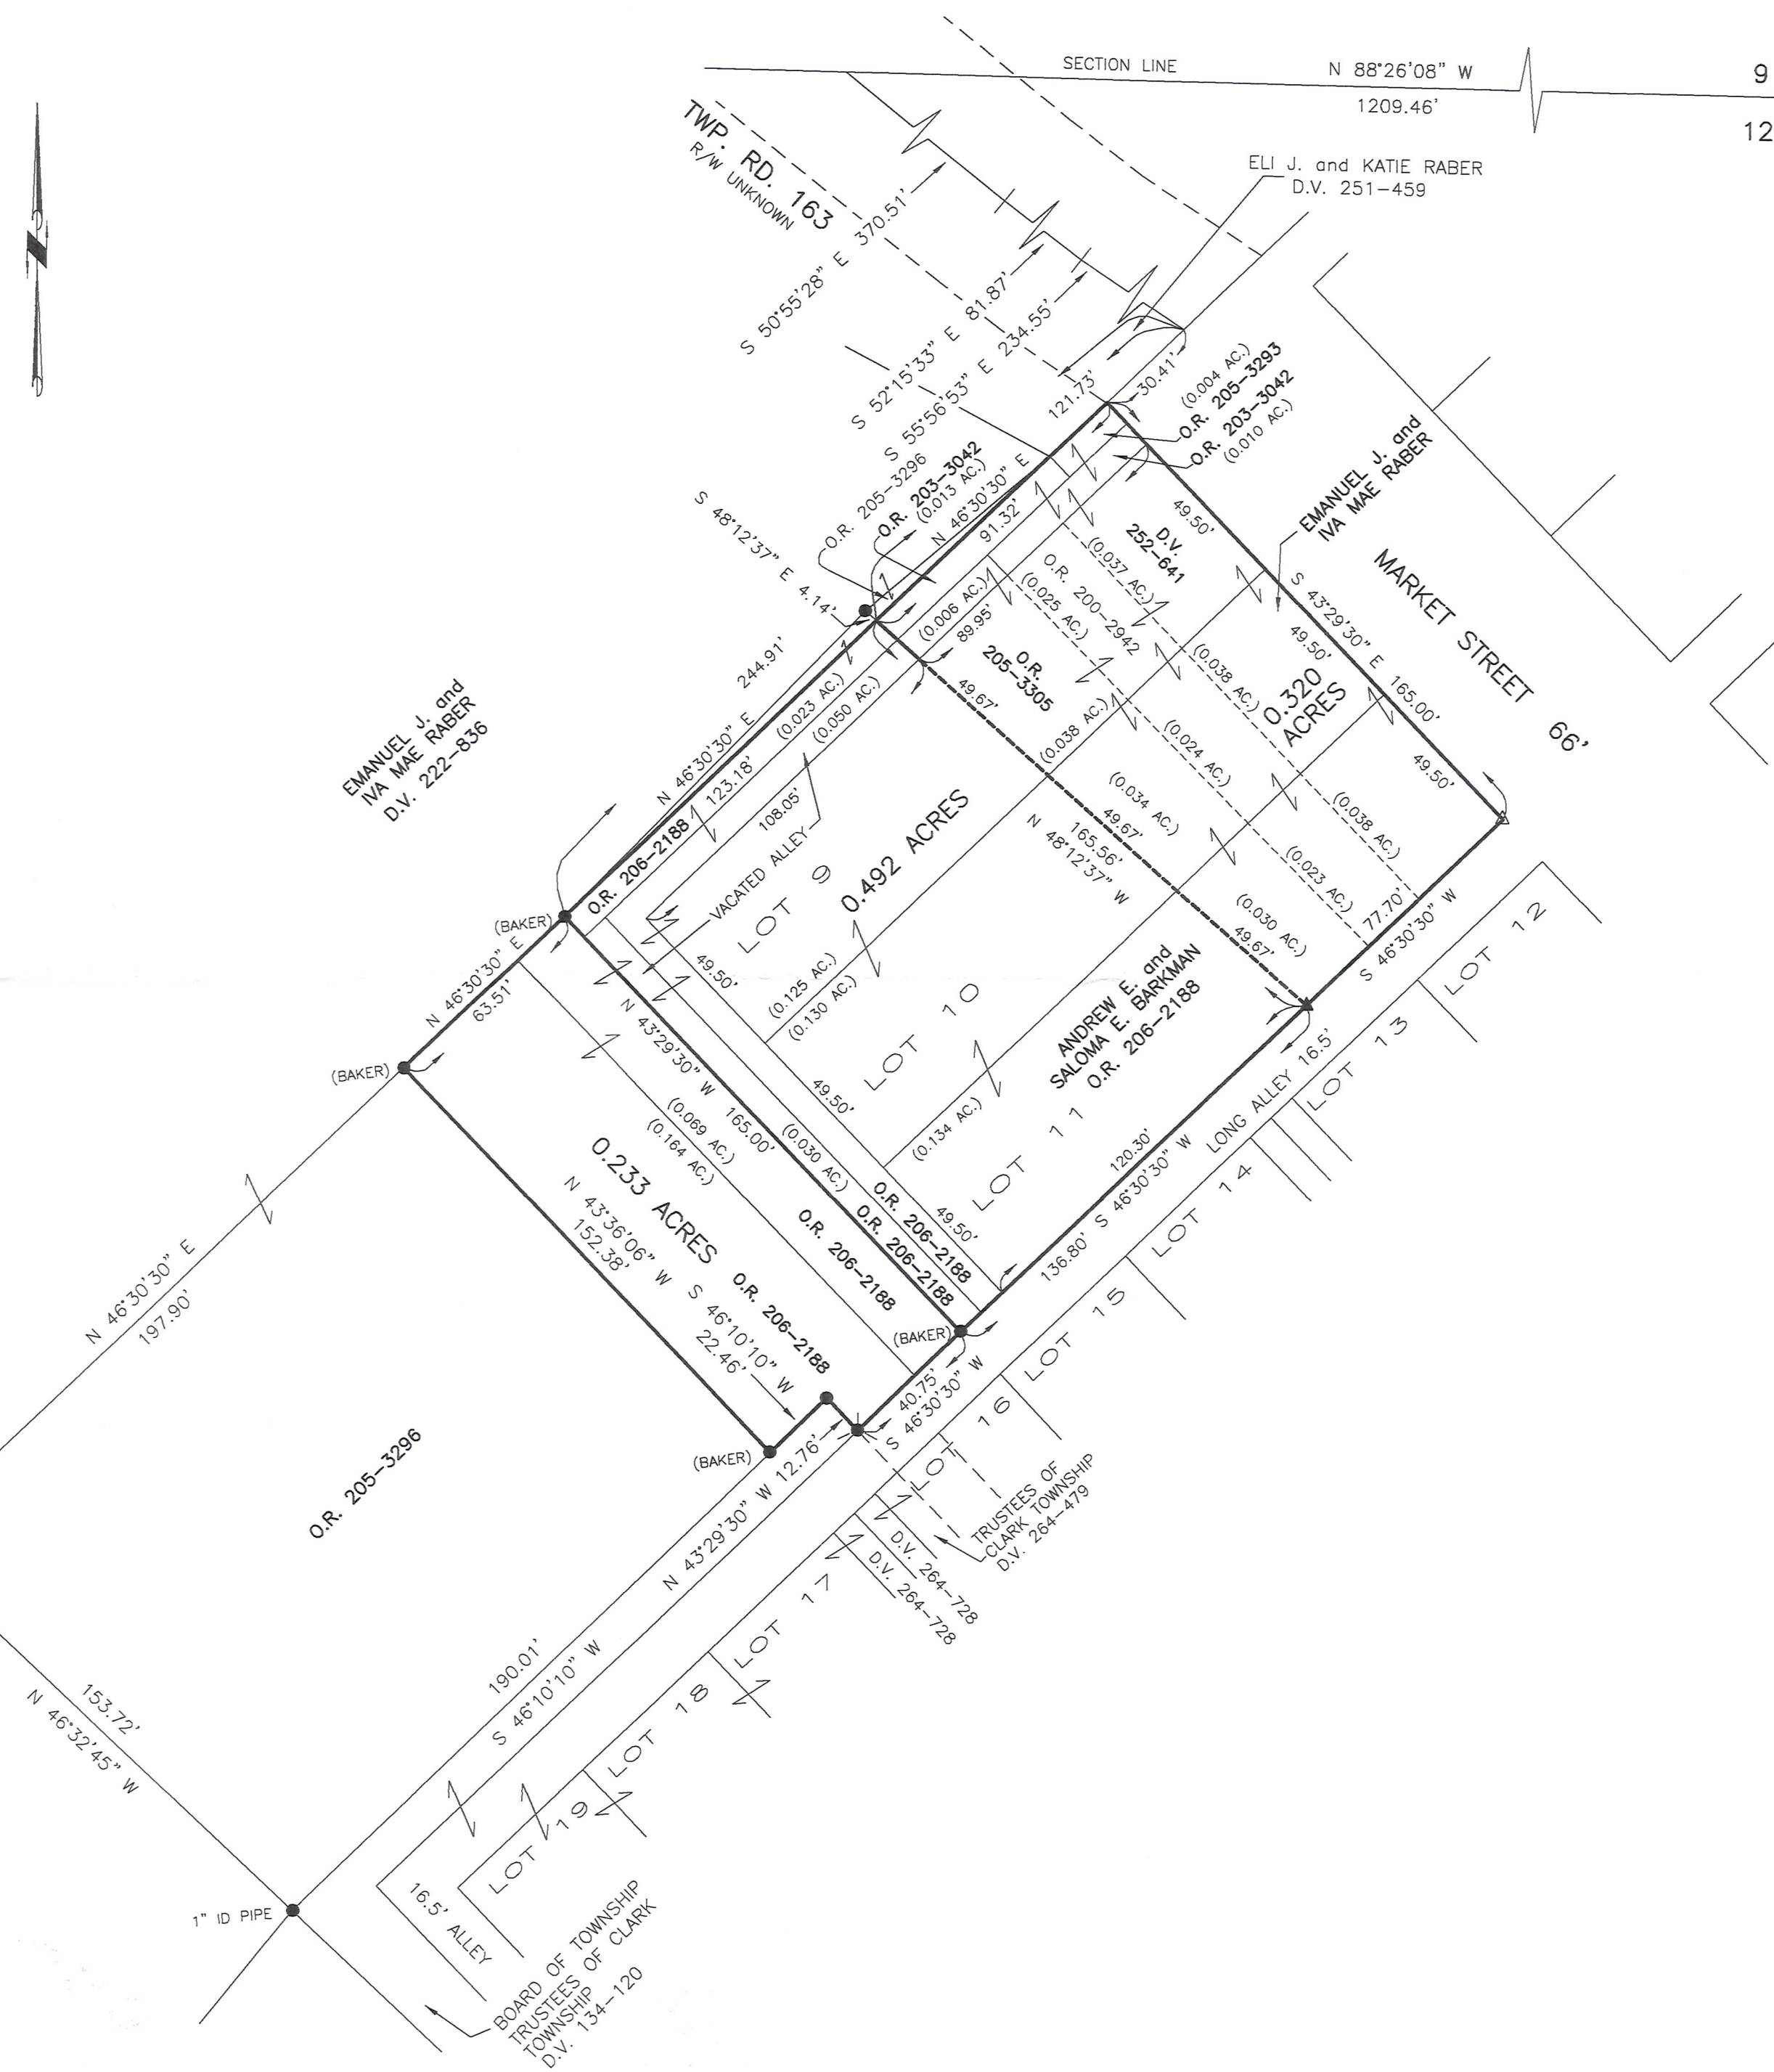 SECTION LINE
N 88°26'08" W
1209.46'
9
12
TWP. RD. 163
R/W UNKNOWN
ELI J. and KATIE RABER
D.V. 251-459
S 50°55'28" E 370.51'
S 52°15'33" E 81.87'
S 55°56'53" E 234.55'
121.73'
30.41'
(0.004 AC.)
O.R. 205-3293
O.R. 203-3042
(0.010 AC.)
O.R. 205-3296
O.R. 203-3042
(0.013 AC.)
N 46°30'30" E
91.32'
S 48°12'37" E 4.14'
EMANUEL J. and
IVA MAE RABER
MARKET STREET 66'
49.50'
S 43°29'30" E 165.00'
49.50'
49.50'
D.V.
252-641
(0.037 AC.)
O.R. 200-2942
(0.025 AC.)
(0.006 AC.)
89.95'
O.R.
205-3305
49.67'
(0.038 AC.)
0.320
ACRES
(0.038 AC.)
(0.024 AC.)
(0.034 AC.)
49.67'
165.56'
N 48°12'37" W
(0.038 AC.)
(0.023 AC.)
77.70'
S 46°30'30" W
(0.030 AC.)
49.67'
244.91'
N 46°30'30" E
EMANUEL J. and
IVA MAE RABER
D.V. 222-836
(0.023 AC.)
(0.050 AC.)
123.18'
108.05'
O.R. 206-2188
VACATED ALLEY
LOT 9
0.492 ACRES
49.50'
(0.125 AC.)
(0.130 AC.)
LOT 10
ANDREW E. and
SALOMA E. BARKMAN
O.R. 206-2188
LOT 12
LOT 13
LONG ALLEY 16.5'
(BAKER)
N 46°30'30" E
63.51'
(BAKER)
N 43°29'30" W 165.00'
49.50'
(0.134 AC.)
LOT 11
120.30'
136.80' S 46°30'30" W
LOT 14
(0.069 AC.)
(0.164 AC.)
(0.030 AC.)
O.R. 206-2188
49.50'
O.R. 206-2188
O.R. 206-2188
0.233 ACRES
N 43°36'06" W
152.38'
O.R. 206-2188
S 46°10'10" W
22.46'
(BAKER)
40.75'
S 46°30'30" W
LOT 15
LOT 16
N 46°30'30" E
197.90'
O.R. 205-3296
(BAKER)
N 43°29'30" W 12.76'
TRUSTEES OF
CLARK TOWNSHIP
D.V. 264-479
D.V. 264-728
D.V. 264-728
LOT 17
LOT 18
LOT 19
190.01'
S 46°10'10" W
153.72'
N 46°32'45" W
1" ID PIPE
16.5' ALLEY
BOARD OF TOWNSHIP
TRUSTEES OF CLARK
TOWNSHIP
D.V. 134-120